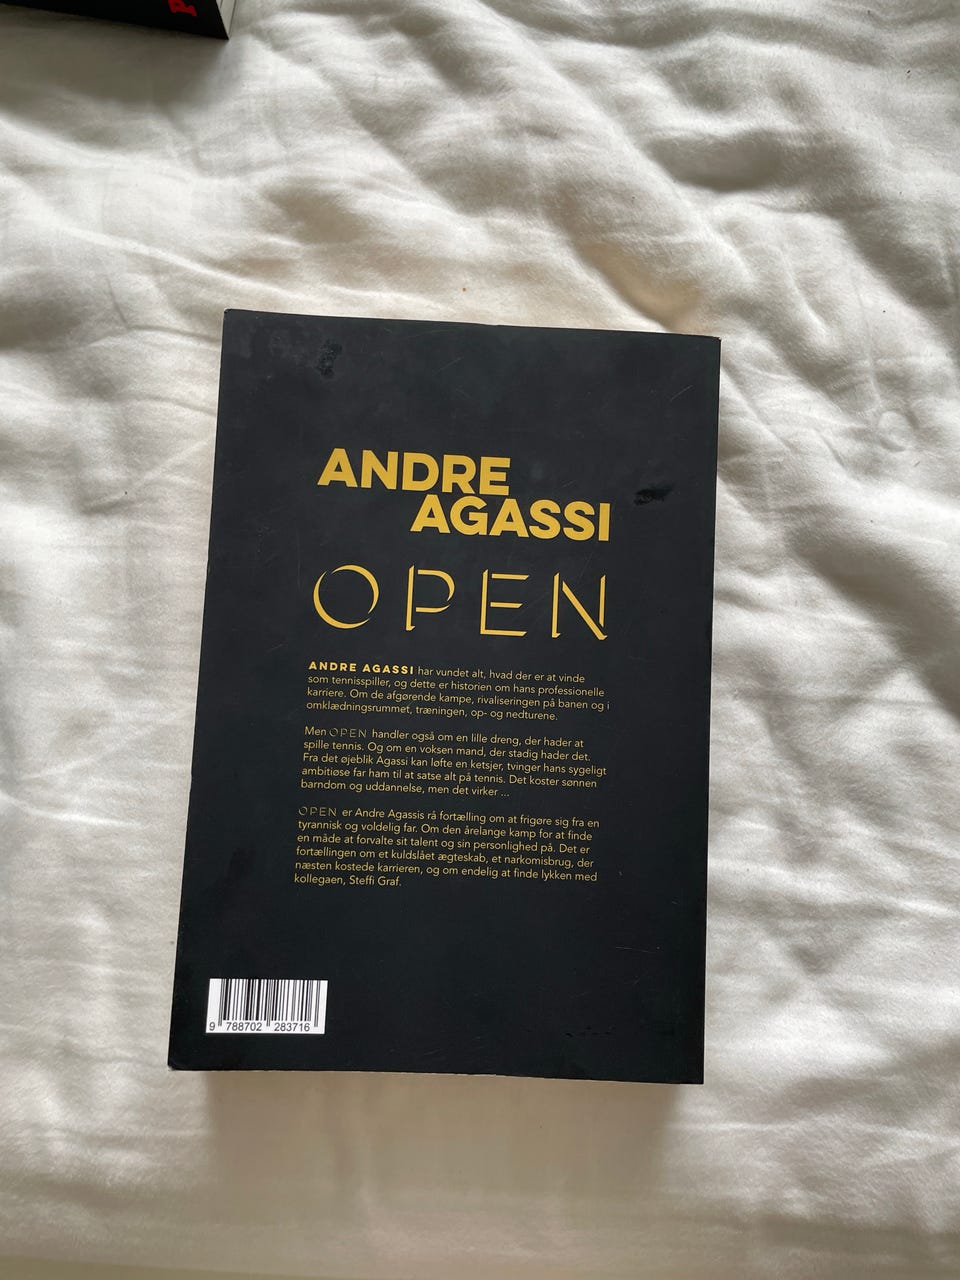 P
ANDRE
AGASSI
OPEN
ANDRE AGASSI har vundet alt, hvad der er at vinde
som tennisspiller, og dette er historien om hans professionelle
karriere. Om de afgørende kampe, rivaliseringen på banen og i
omklædningsrummet, træningen, op- og nedturene.
Men OPEN handler også om en lille dreng, der hader at
spille tennis. Og om en voksen mand, der stadig hader det.
Fra det øjeblik Agassi kan løfte en ketsjer, tvinger hans sygeligt
ambitiøse far ham til at satse alt på tennis. Det koster sønnen
barndom og uddannelse, men det virker ...
OPEN er Andre Agassis rå fortælling om at frigøre sig fra en
tyrannisk og voldelig far. Om den årelange kamp for at finde
en måde at forvalte sit talent og sin personlighed på. Det er
fortællingen om et kuldslået ægteskab, et narkomisbrug, der
næsten kostede karrieren, og om endelig at finde lykken med
kollegaen, Steffi Graf.
9 788702 283716